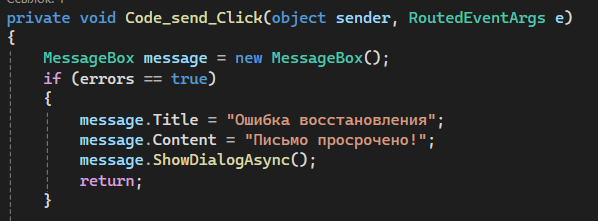 private void Code_send_Click(object sender, RoutedEventArgs e)
{
MessageBox message = new MessageBox();
if (errors == true)
{
message.Title = "Ошибка восстановления";
message.Content = "Письмо просрочено!";
message.ShowDialogAsync();
return;
}